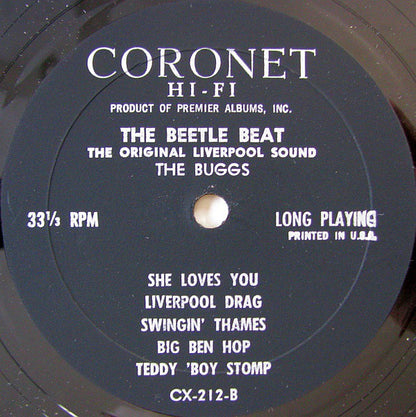 CORONET
HI-FI
PRODUCT OF PREMIER ALBUMS, INC.
THE BEETLE BEAT
THE ORIGINAL LIVERPOOL SOUND
THE BUGGS
33⅓ RPM
LONG PLAYING
PRINTED IN U.S.A.
SHE LOVES YOU
LIVERPOOL DRAG
SWINGIN' THAMES
BIG BEN HOP
TEDDY 'BOY STOMP
CX-212-B